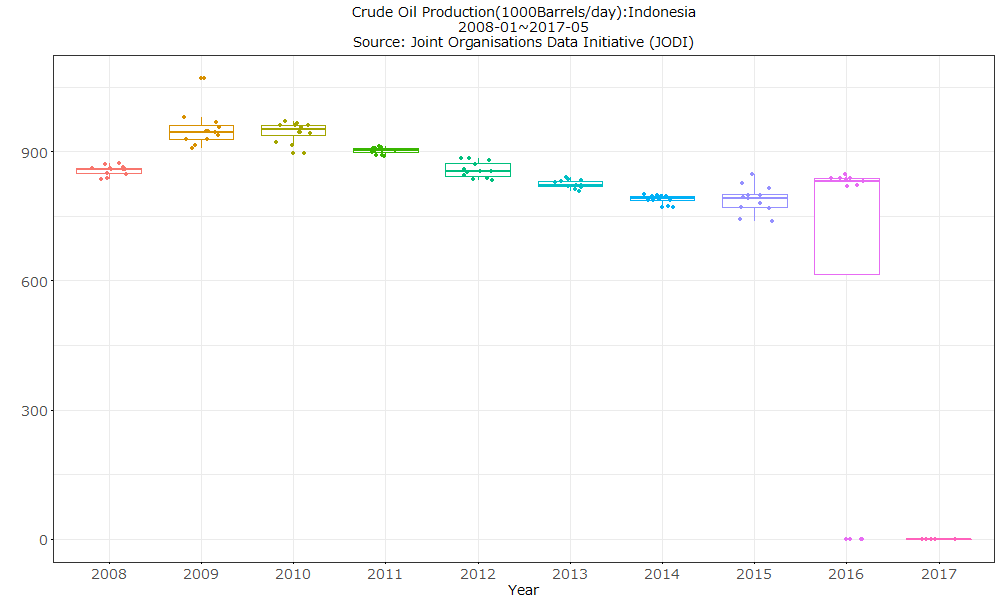 Crude Oil Production(1000Barrels/day):Indonesia
2008-01~2017-05
Source: Joint Organisations Data Initiative (JODI)
900
600
300
0
2008 2009 2010 2011 2012 2013 2014 2015 2016 2017
Year